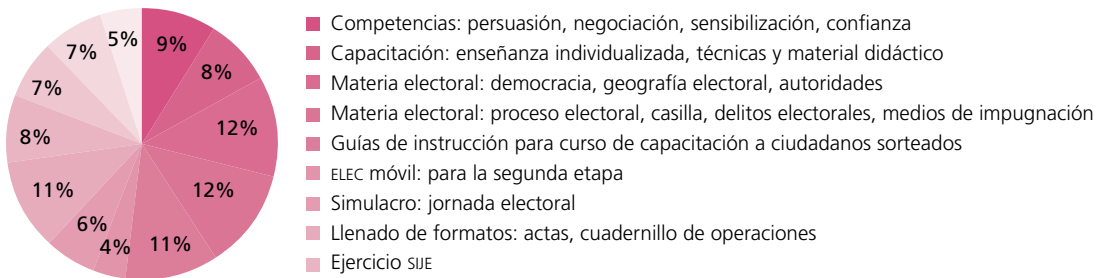 5%
9%
8%
12%
12%
11%
4%
6%
11%
8%
7%
7%
Competencias: persuasión, negociación, sensibilización, confianza
Capacitación: enseñanza individualizada, técnicas y material didáctico
Materia electoral: democracia, geografía electoral, autoridades
Materia electoral: proceso electoral, casilla, delitos electorales, medios de impugnación
Guías de instrucción para curso de capacitación a ciudadanos sorteados
ELEC móvil: para la segunda etapa
Simulacro: jornada electoral
Llenado de formatos: actas, cuadernillo de operaciones
Ejercicio SIJE